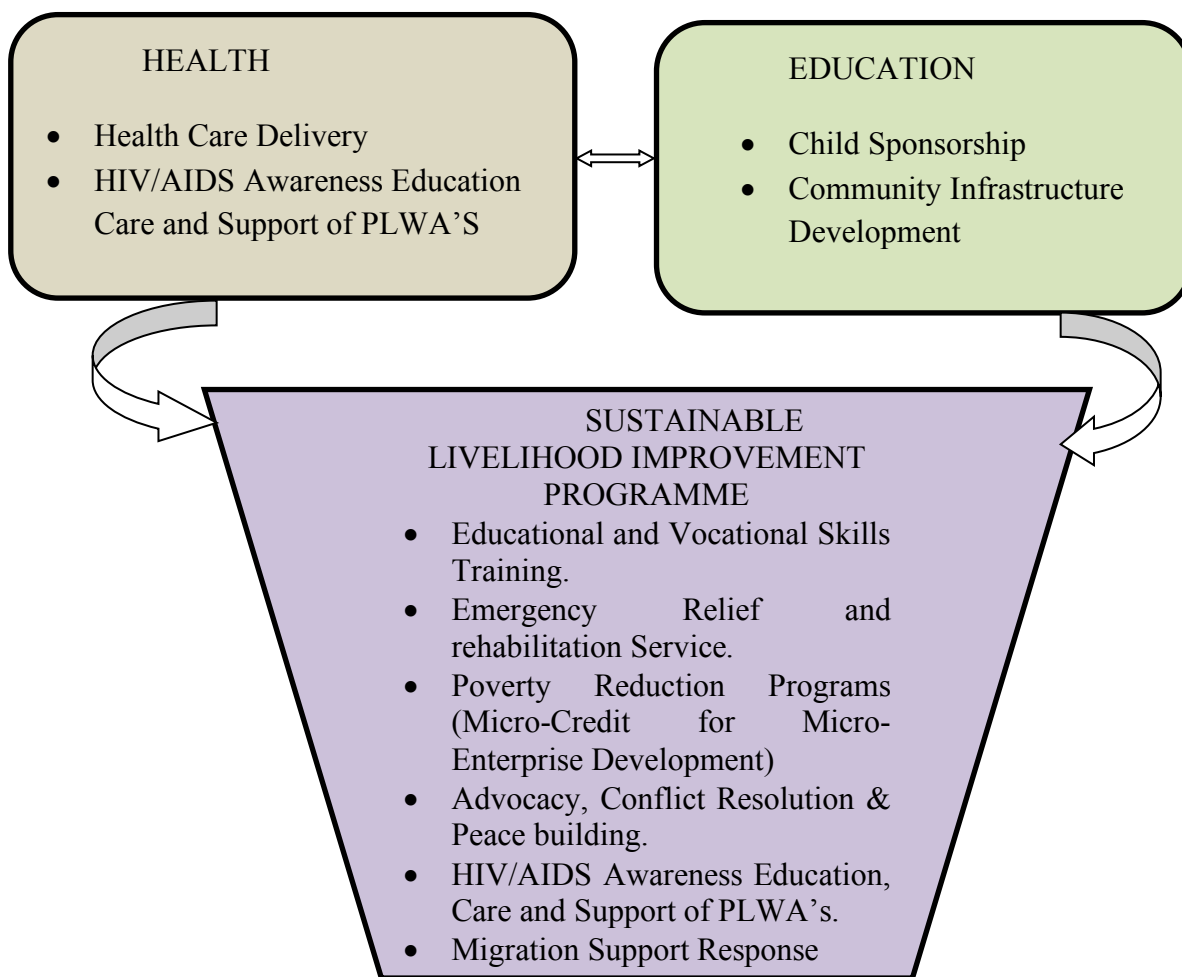 HEALTH
• Health Care Delivery
• HIV/AIDS Awareness Education
Care and Support of PLWA’S
EDUCATION
• Child Sponsorship
• Community Infrastructure
Development
SUSTAINABLE
LIVELIHOOD IMPROVEMENT
PROGRAMME
• Educational and Vocational Skills
Training.
• Emergency Relief and
rehabilitation Service.
• Poverty Reduction Programs
(Micro-Credit for Micro-
Enterprise Development)
• Advocacy, Conflict Resolution &
Peace building.
• HIV/AIDS Awareness Education,
Care and Support of PLWA’s.
• Migration Support Response